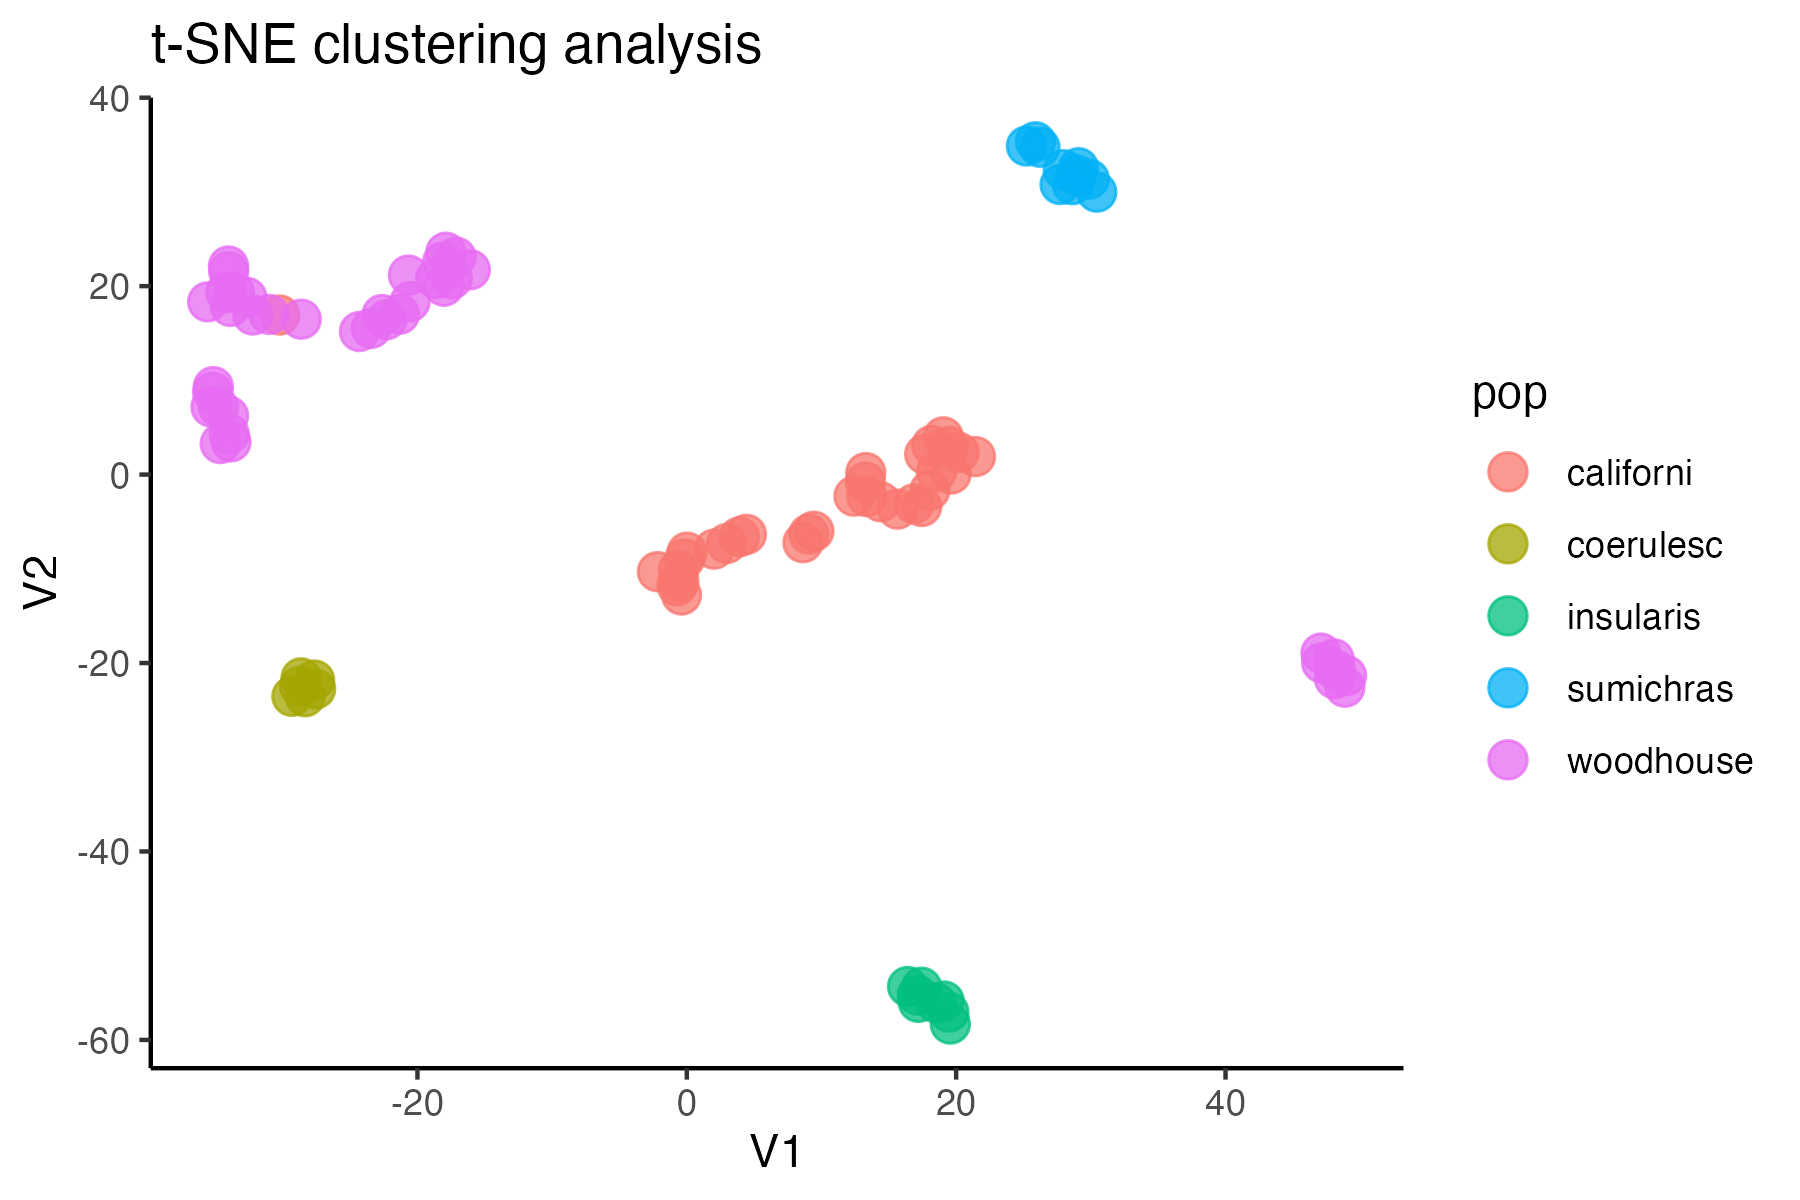 t-SNE clustering analysis
40
20
0
-20
-40
-60
V2
-20
0
20
40
V1
pop
californi
coerulesc
insularis
sumichras
woodhouse